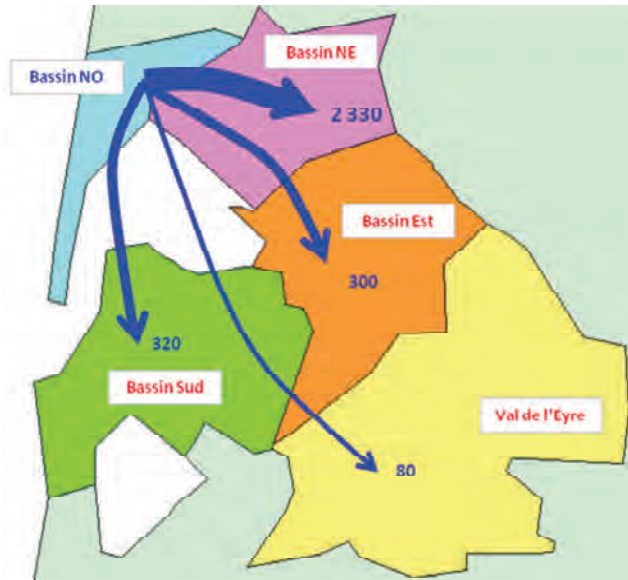 Bassin NE
Bassin NO
2 330
Bassin Est
300
320
Bassin Sud
Val de l'Eyre
80